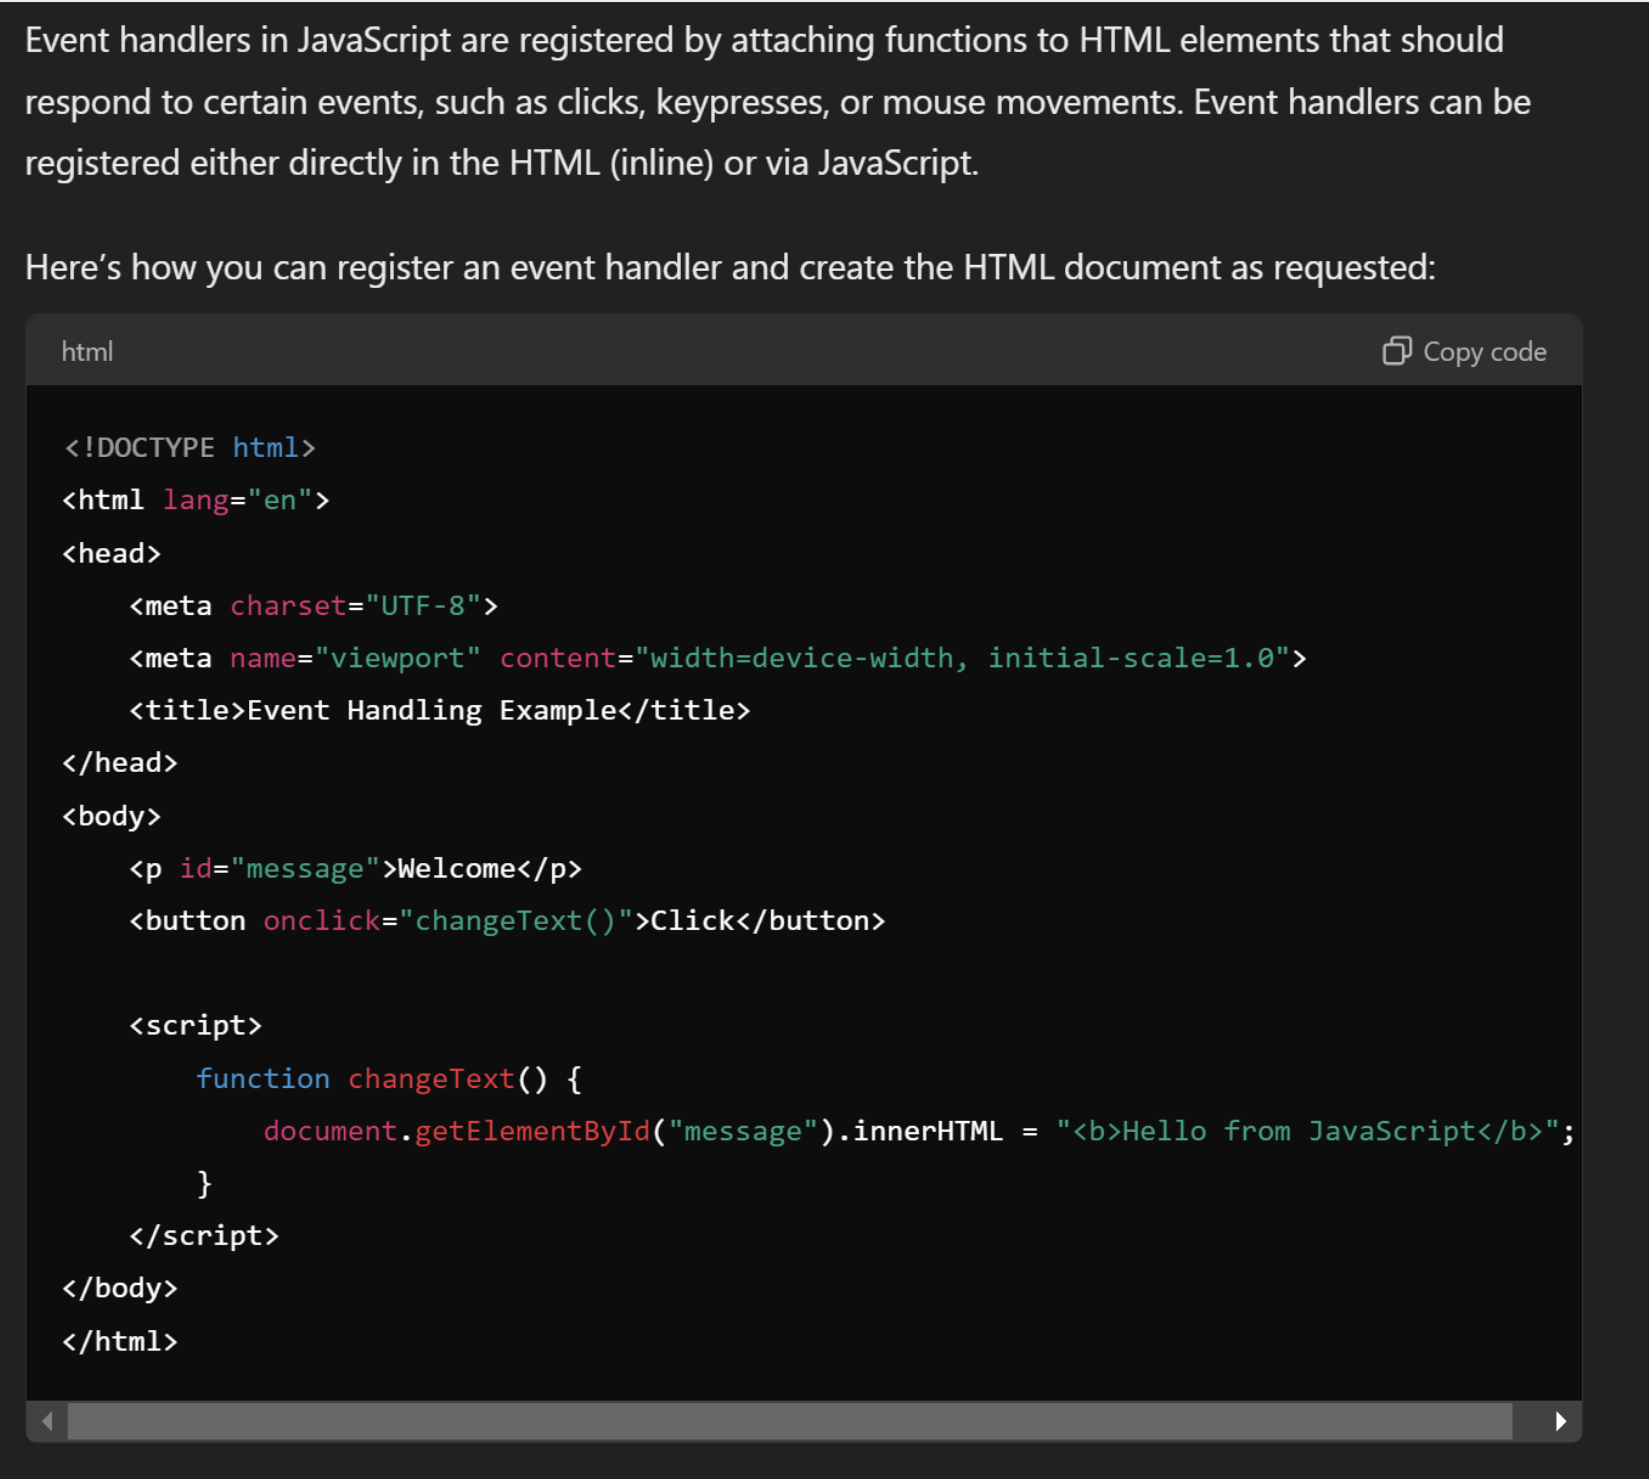 Event handlers in JavaScript are registered by attaching functions to HTML elements that should
respond to certain events, such as clicks, keypresses, or mouse movements. Event handlers can be
registered either directly in the HTML (inline) or via JavaScript.
Here’s how you can register an event handler and create the HTML document as requested:
html Copy code
<!DOCTYPE html>
<html lang="en">
<head>
    <meta charset="UTF-8">
    <meta name="viewport" content="width=device-width, initial-scale=1.0">
    <title>Event Handling Example</title>
</head>
<body>
    <p id="message">Welcome</p>
    <button onclick="changeText()">Click</button>
    <script>
        function changeText() {
            document.getElementById("message").innerHTML = "<b>Hello from JavaScript</b>";
        }
    </script>
</body>
</html>